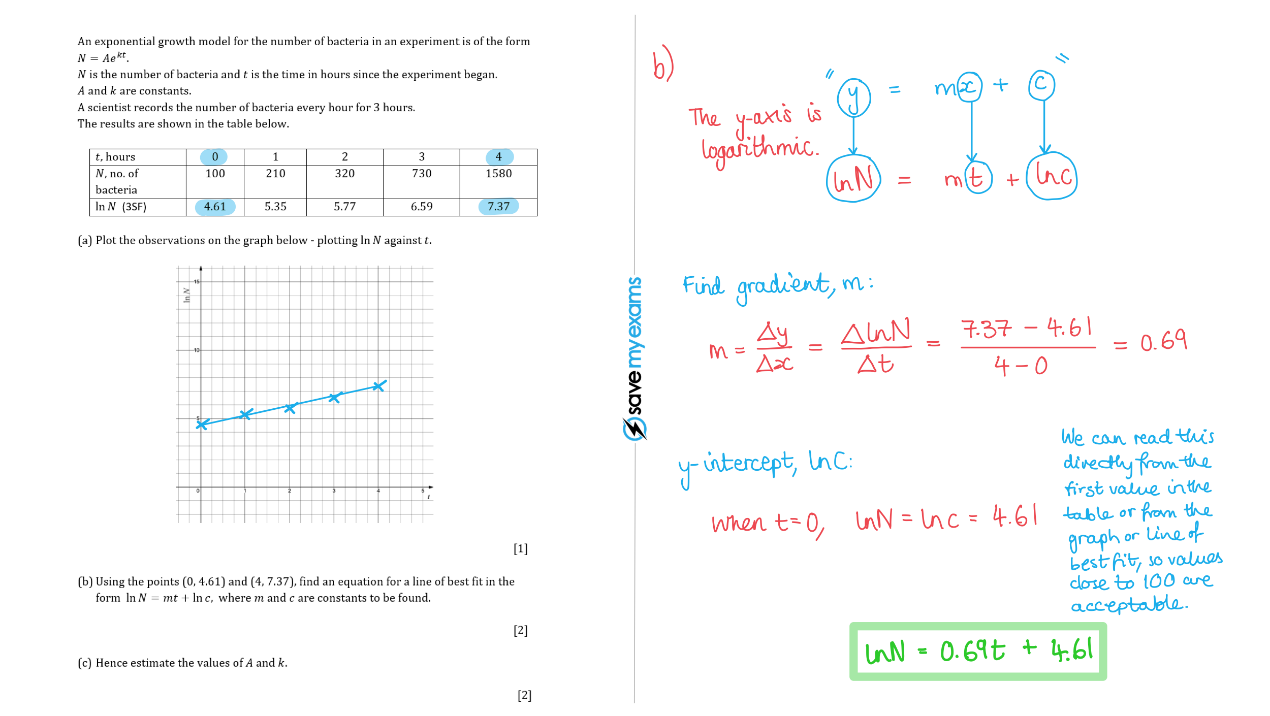 An exponential growth model for the number of bacteria in an experiment is of the form
N = Ae^{kt}.
N is the number of bacteria and t is the time in hours since the experiment began.
A and k are constants.
A scientist records the number of bacteria every hour for 3 hours.
The results are shown in the table below.
t, hours 0 1 2 3 4
N, no. of bacteria 100 210 320 730 1580
ln N (3SF) 4.61 5.35 5.77 6.59 7.37
(a) Plot the observations on the graph below - plotting ln N against t.
ln N
15
10
5
0 1 2 3 4 5
t
[1]
(b) Using the points (0, 4.61) and (4, 7.37), find an equation for a line of best fit in the
form ln N = mt + ln c, where m and c are constants to be found.
[2]
(c) Hence estimate the values of A and k.
[2]
savemyexams
b)
" y = mx + c "
The y-axis is
logarithmic.
lnN = mt + lnc
Find gradient, m:
m = Δy/Δx = ΔlnN/Δt = (7.37 - 4.61)/(4 - 0) = 0.69
y-intercept, lnC:
when t=0, lnN = lnc = 4.61
We can read this
directly from the
first value in the
table or from the
graph or line of
best fit, so values
close to 100 are
acceptable.
lnN = 0.69t + 4.61